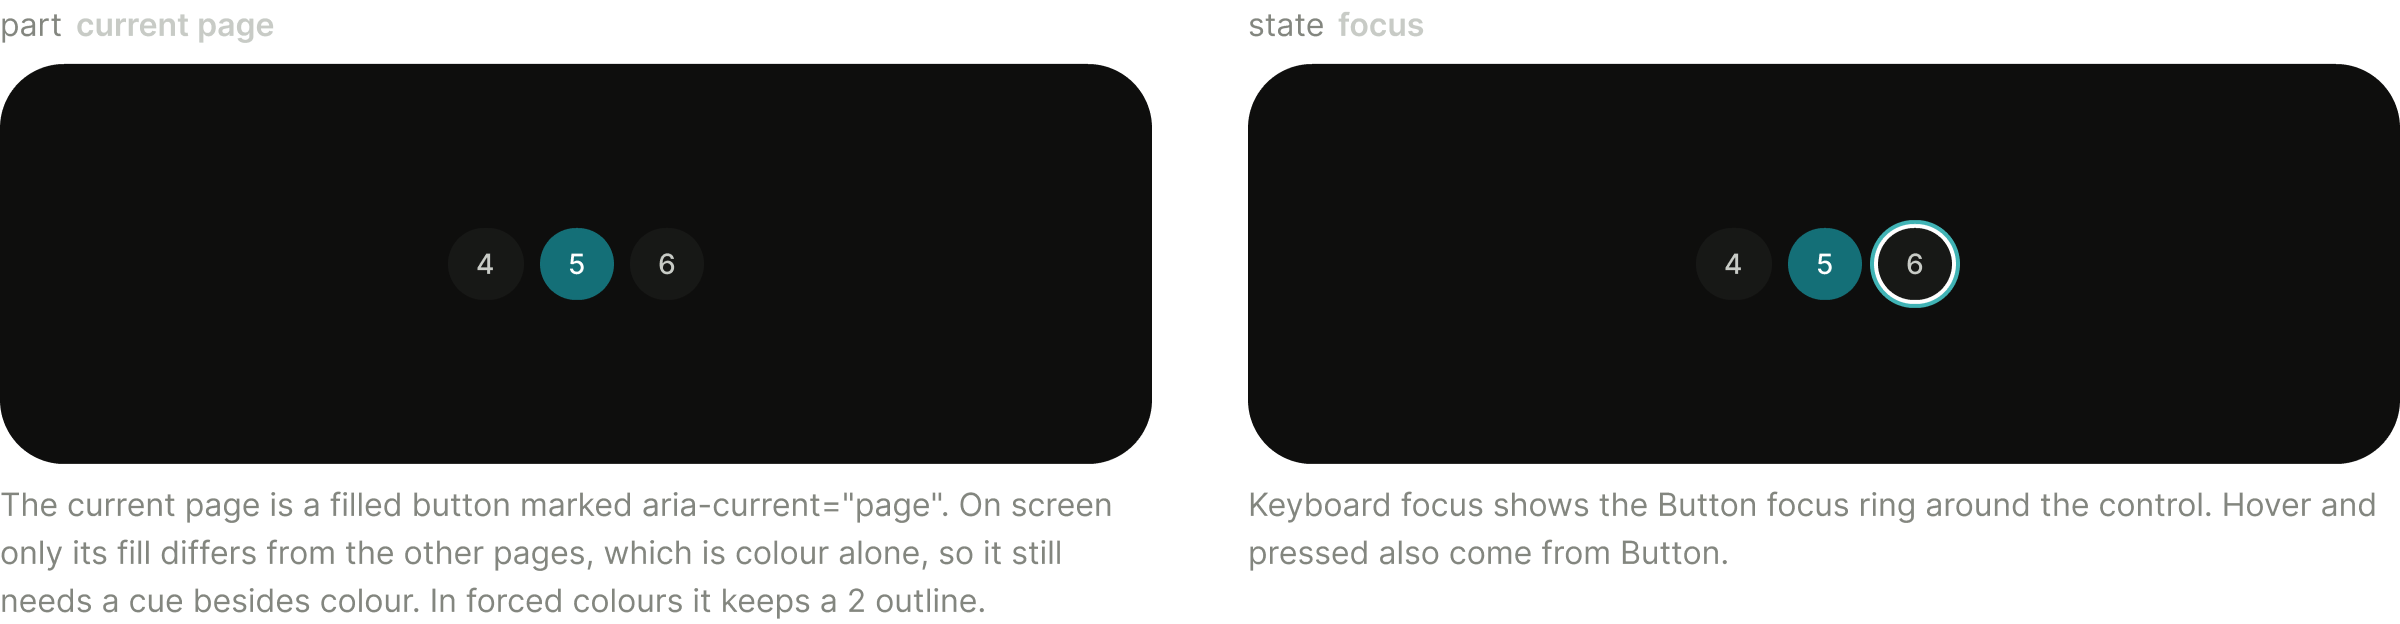 part current page
4 5 6
The current page is a filled button marked aria-current="page". On screen
only its fill differs from the other pages, which is colour alone, so it still
needs a cue besides colour. In forced colours it keeps a 2 outline.
state focus
4 5 6
Keyboard focus shows the Button focus ring around the control. Hover and
pressed also come from Button.